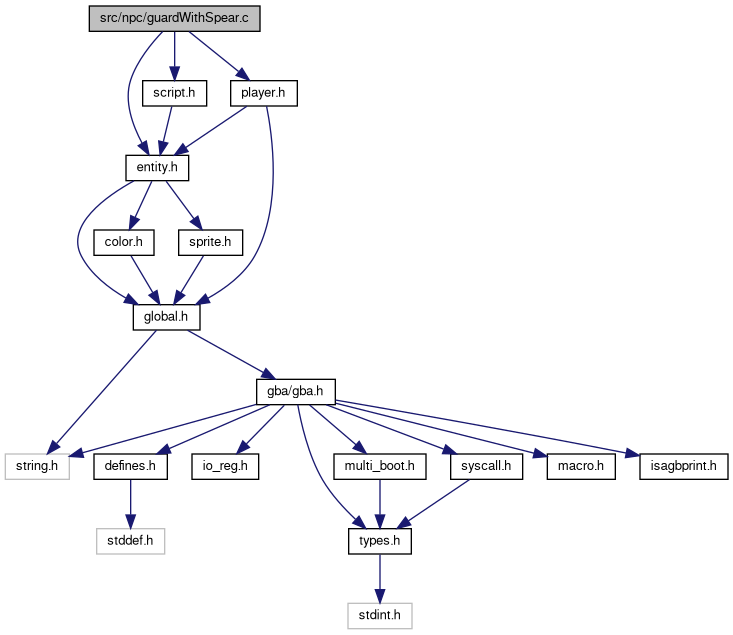 src/npc/guardWithSpear.c
script.h
player.h
entity.h
color.h
sprite.h
global.h
gba/gba.h
string.h
defines.h
io_reg.h
multi_boot.h
syscall.h
macro.h
isagbprint.h
stddef.h
types.h
stdint.h